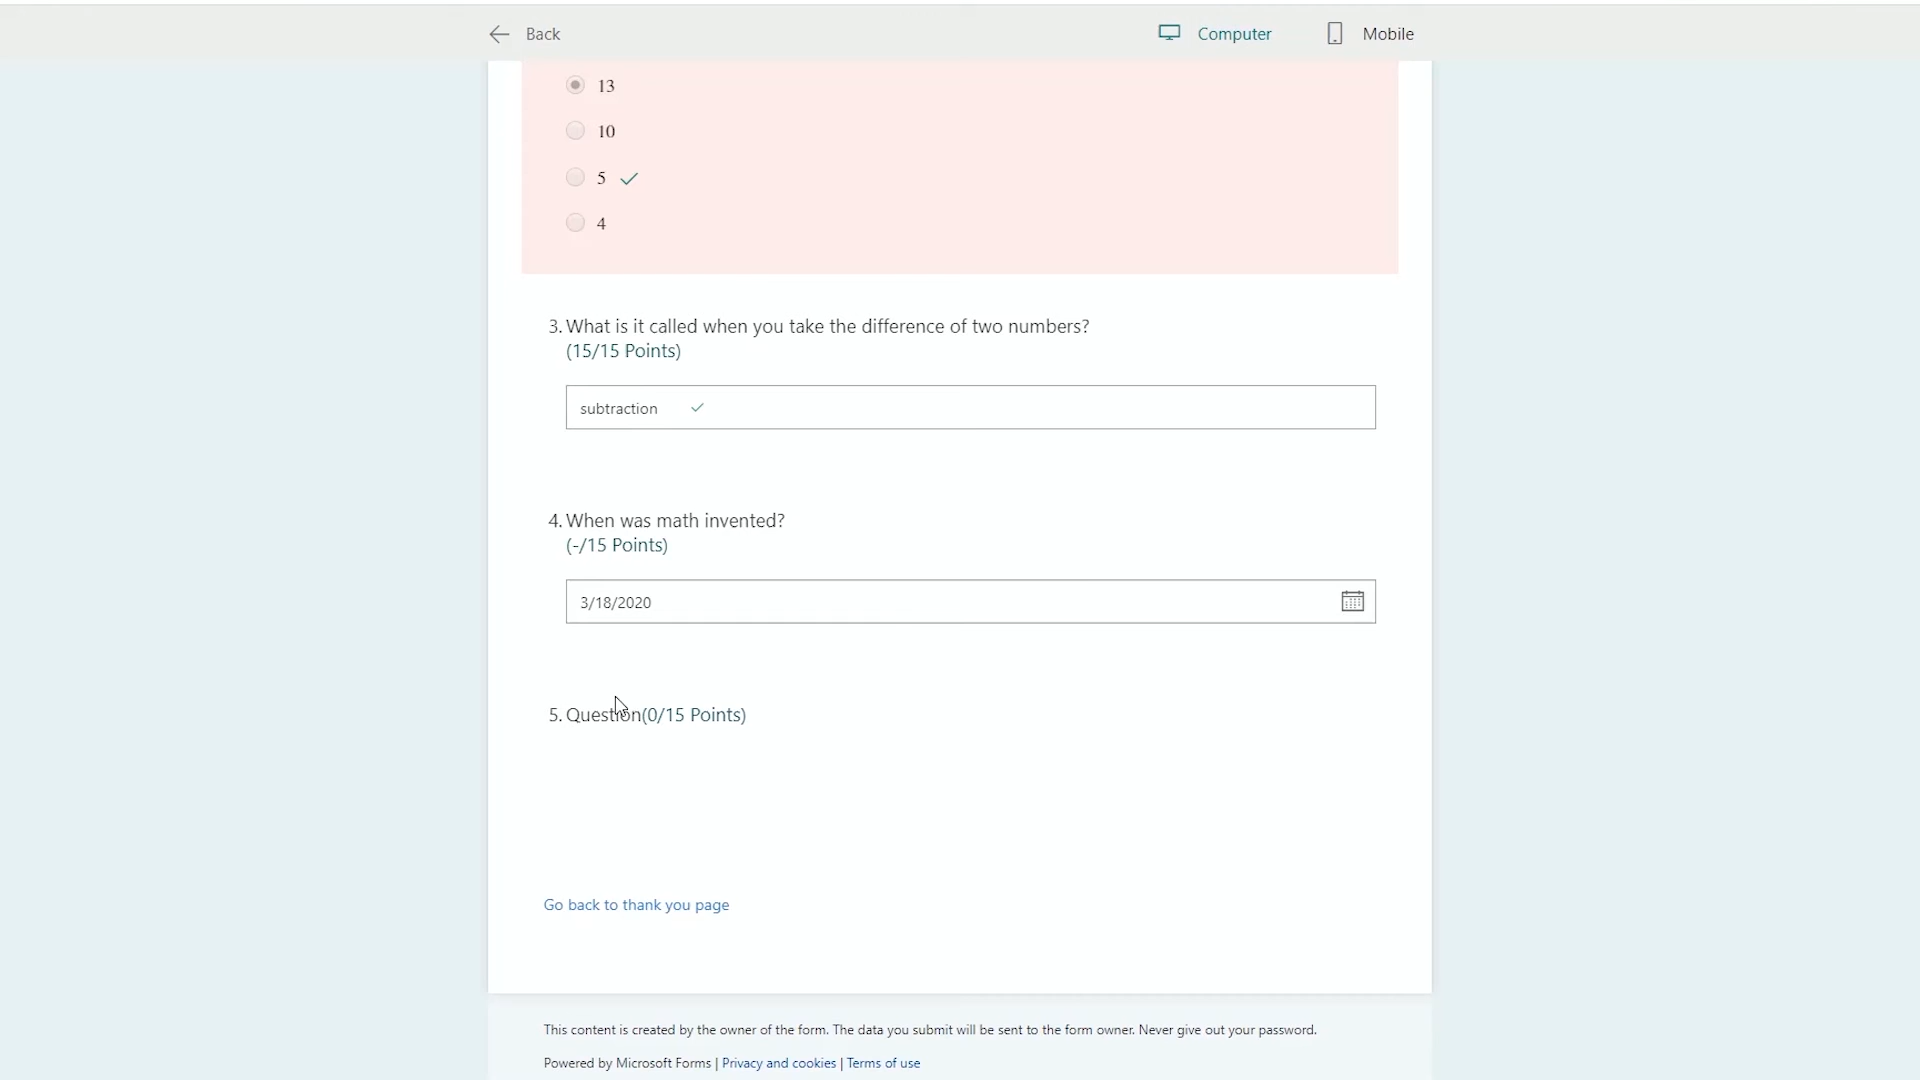 Back
Computer
Mobile
13
10
5
4
3. What is it called when you take the difference of two numbers?
(15/15 Points)
subtraction
4. When was math invented?
(-/15 Points)
3/18/2020
5. Question(0/15 Points)
Go back to thank you page
This content is created by the owner of the form. The data you submit will be sent to the form owner. Never give out your password.
Powered by Microsoft Forms | Privacy and cookies | Terms of use